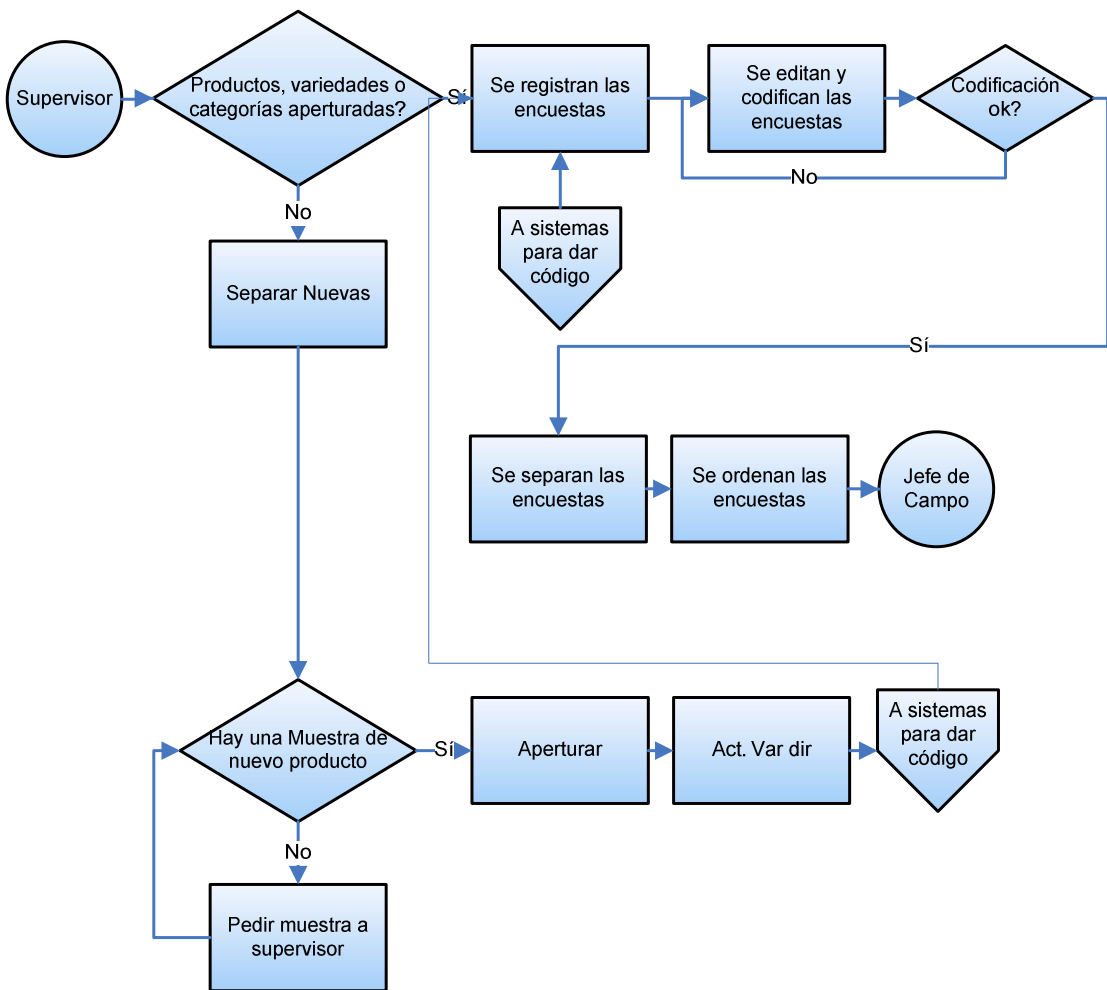 Supervisor
Productos, variedades o
categorías aperturadas?
Sí
Se registran las
encuestas
Se editan y
codifican las
encuestas
Codificación
ok?
No
No
A sistemas
para dar
código
Separar Nuevas
Sí
Se separan las
encuestas
Se ordenan las
encuestas
Jefe de
Campo
Hay una Muestra de
nuevo producto
Sí
Aperturar
Act. Var dir
A sistemas
para dar
código
No
Pedir muestra a
supervisor